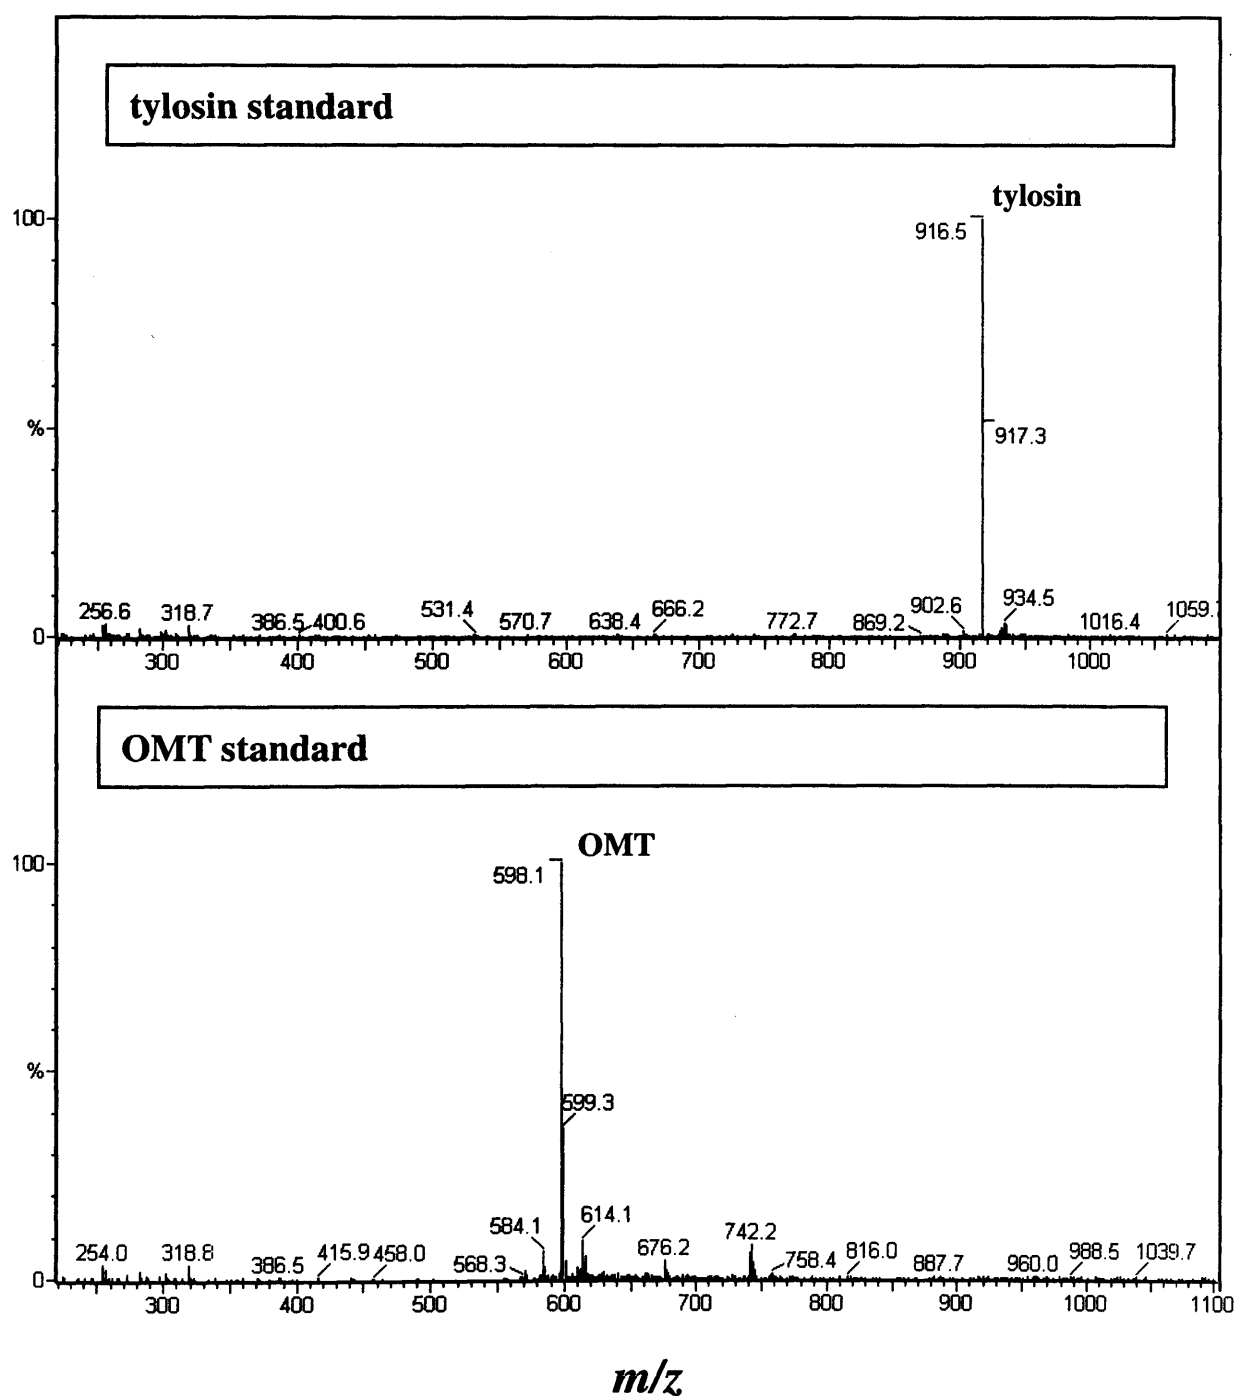 tylosin standard
tylosin
100
916.5
%
917.3
256.6 318.7 386.5 400.6 531.4 570.7 638.4 666.2 772.7 869.2 902.6 934.5 1016.4 1059.
0
300 400 500 600 700 800 900 1000
OMT standard
OMT
100
598.1
%
599.3
584.1 614.1 742.2
254.0 318.8 386.5 415.9 458.0 568.3 676.2 758.4 816.0 887.7 960.0 988.5 1039.7
0
300 400 500 600 700 800 900 1000 1100
m/z